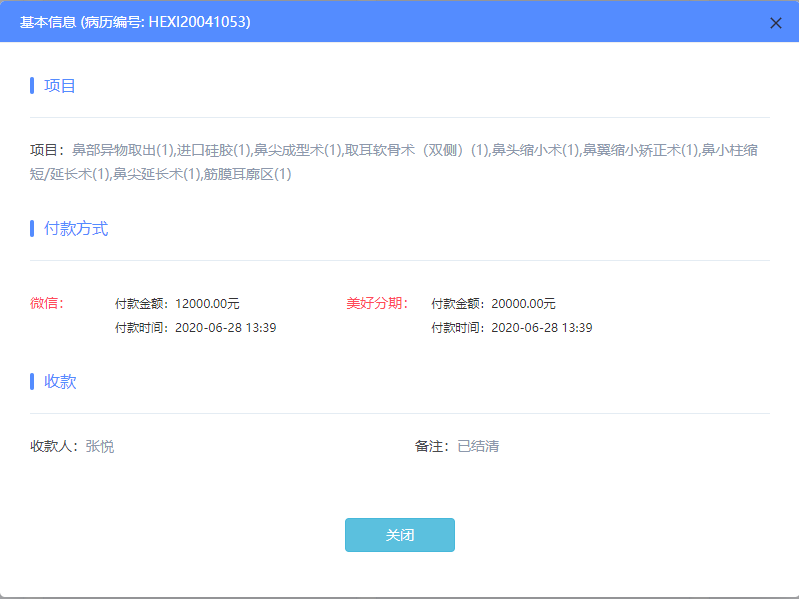 基本信息 (病历编号: HEXI20041053)
项目
项目：鼻部异物取出(1),进口硅胶(1),鼻尖成型术(1),取耳软骨术（双侧）(1),鼻头缩小术(1),鼻翼缩小矫正术(1),鼻小柱缩
短/延长术(1),鼻尖延长术(1),筋膜耳廓区(1)
付款方式
微信： 付款金额：12000.00元 美好分期： 付款金额：20000.00元
付款时间：2020-06-28 13:39 付款时间：2020-06-28 13:39
收款
收款人：张悦 备注：已结清
关闭